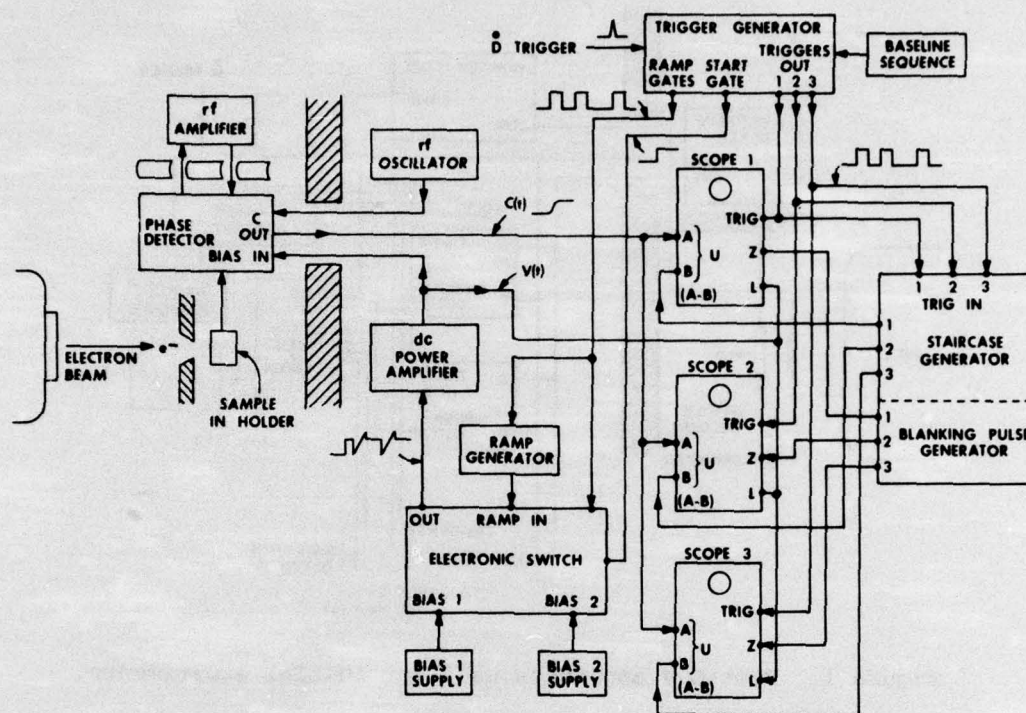 Ḋ TRIGGER
TRIGGER GENERATOR
TRIGGERS
OUT
RAMP START
GATES GATE
1 2 3
BASELINE
SEQUENCE
rf
AMPLIFIER
rf
OSCILLATOR
PHASE
DETECTOR
C
OUT
BIAS IN
C(t)
V(t)
SCOPE 1
TRIG
A
B
U
(A-B)
Z
L
1 2 3
TRIG IN
1
2
3
STAIRCASE
GENERATOR
1
2
3
BLANKING PULSE
GENERATOR
ELECTRON
BEAM
e-
SAMPLE
IN HOLDER
dc
POWER
AMPLIFIER
RAMP
GENERATOR
SCOPE 2
TRIG
A
B
U
(A-B)
Z
L
OUT
RAMP IN
ELECTRONIC SWITCH
BIAS 1
BIAS 2
BIAS 1
SUPPLY
BIAS 2
SUPPLY
SCOPE 3
TRIG
A
B
U
(A-B)
Z
L